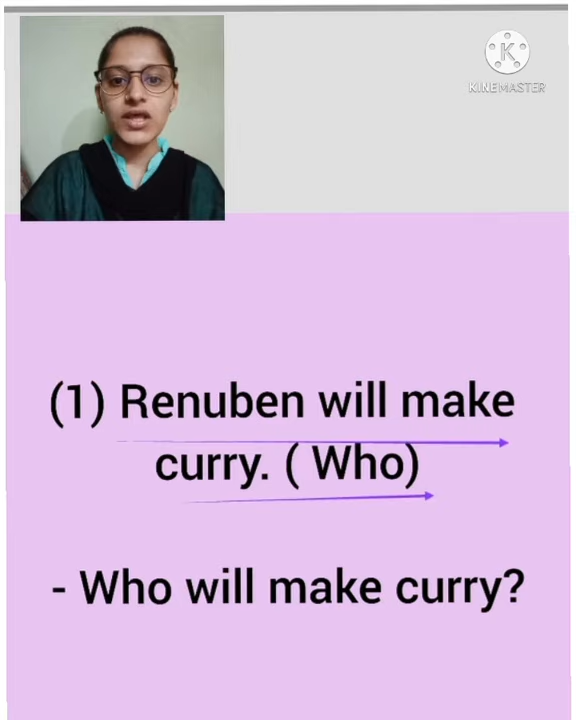 K
KINEMASTER
(1) Renuben will make
curry. ( Who)
- Who will make curry?